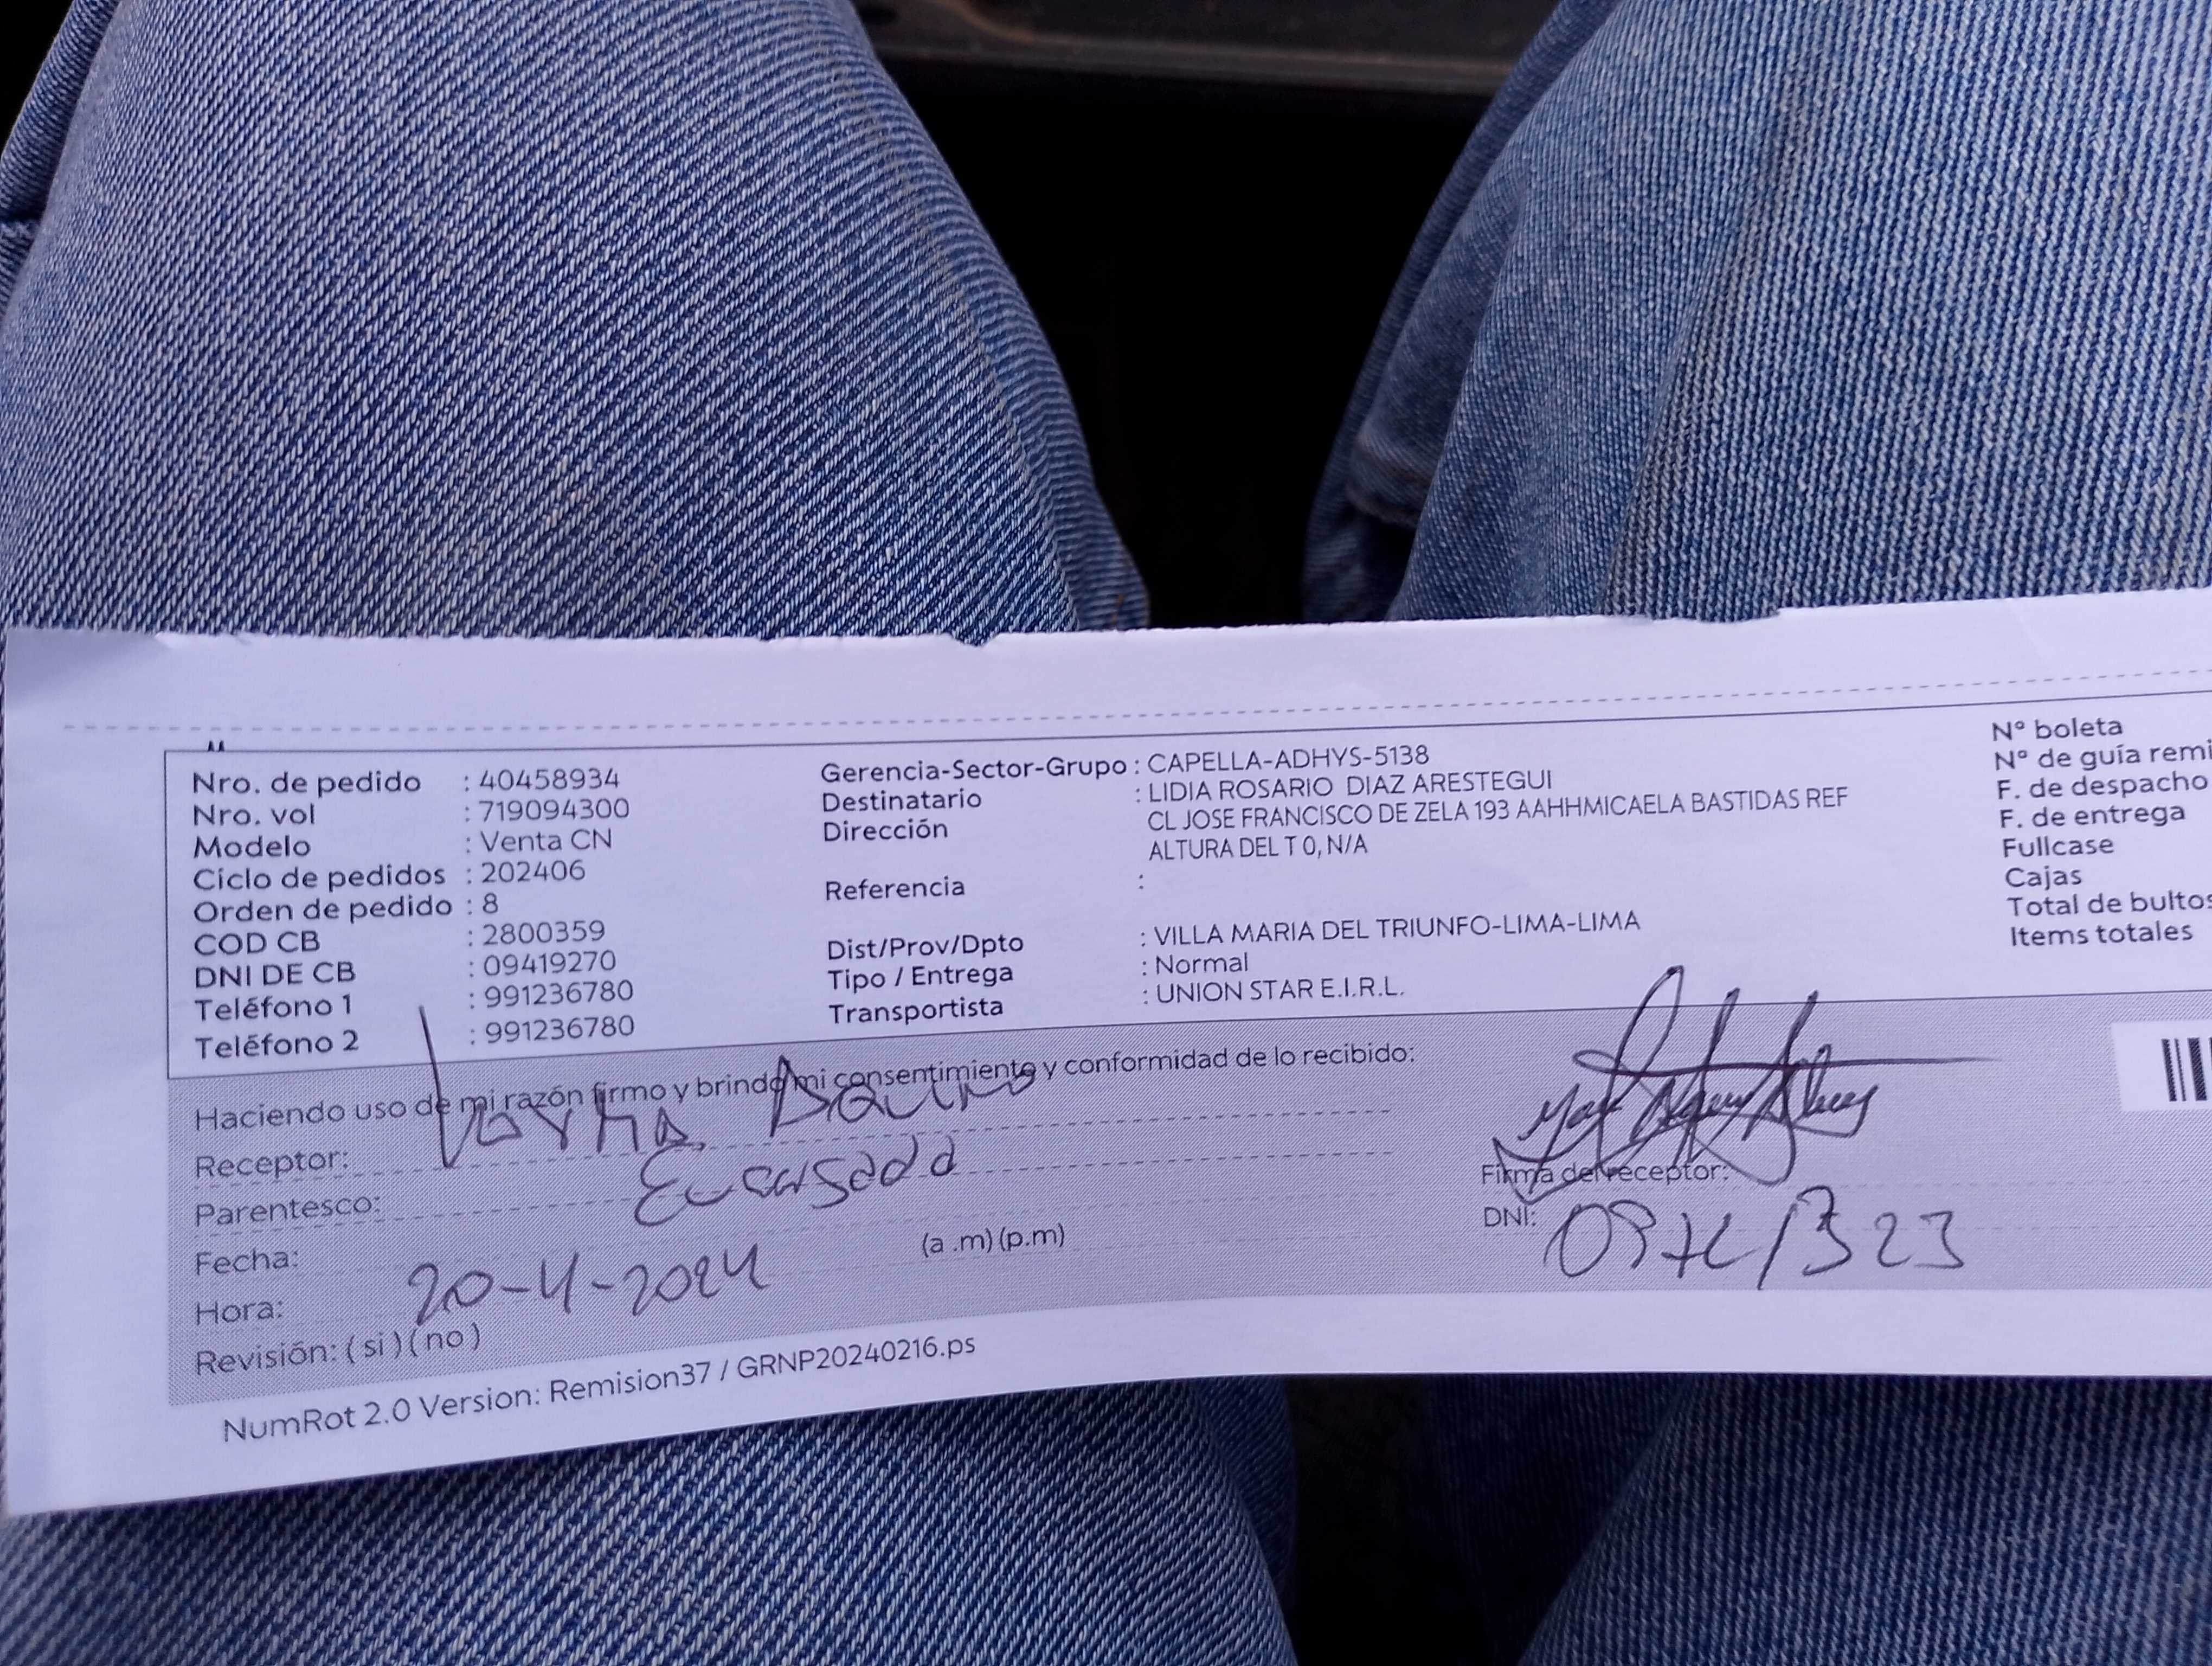 Nro. de pedido : 40458934
Nro. vol : 719094300
Modelo : Venta CN
Ciclo de pedidos : 202406
Orden de pedido : 8
COD CB : 2800359
DNI DE CB : 09419270
Teléfono 1 : 991236780
Teléfono 2 : 991236780
Gerencia-Sector-Grupo : CAPELLA-ADHYS-5138
Destinatario : LIDIA ROSARIO DIAZ ARESTEGUI
Dirección CL JOSE FRANCISCO DE ZELA 193 AAHHMICAELA BASTIDAS REF
ALTURA DEL T 0, N/A
Referencia :
Dist/Prov/Dpto : VILLA MARIA DEL TRIUNFO-LIMA-LIMA
Tipo / Entrega : Normal
Transportista : UNION STAR E.I.R.L.
N° boleta
N° de guía remi
F. de despacho
F. de entrega
Fullcase
Cajas
Total de bultos
Items totales
Haciendo uso de mi razón firmo y brindo mi consentimiento y conformidad de lo recibido:
Receptor: Aquino
Parentesco:
Fecha: (a .m) (p.m)
Hora: 20-4-2024
Revisión: ( si ) ( no )
Firma del receptor:
DNI:
NumRot 2.0 Version: Remision37 / GRNP20240216.ps